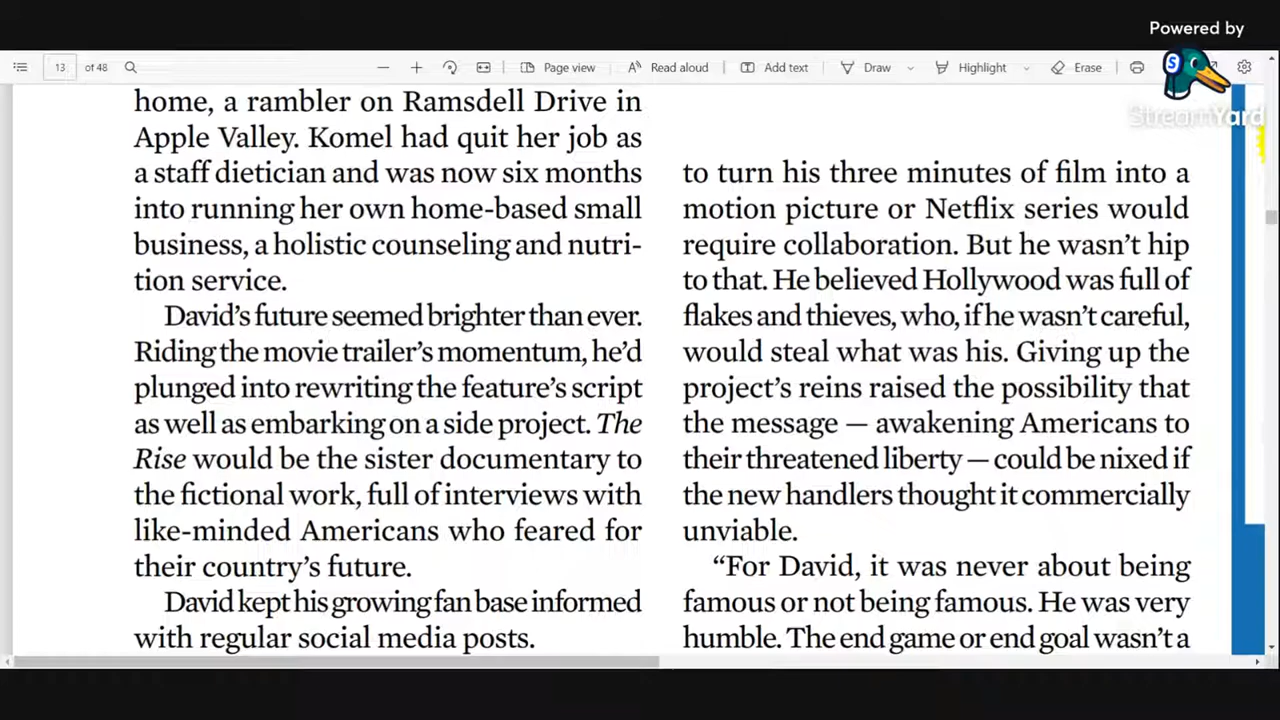 Powered by
13 of 48 Page view Read aloud Add text Draw Highlight Erase
StreamYard
home, a rambler on Ramsdell Drive in
Apple Valley. Komel had quit her job as
a staff dietician and was now six months
into running her own home-based small
business, a holistic counseling and nutri-
tion service.
David’s future seemed brighter than ever.
Riding the movie trailer’s momentum, he’d
plunged into rewriting the feature’s script
as well as embarking on a side project. The
Rise would be the sister documentary to
the fictional work, full of interviews with
like-minded Americans who feared for
their country’s future.
David kept his growing fan base informed
with regular social media posts.
to turn his three minutes of film into a
motion picture or Netflix series would
require collaboration. But he wasn’t hip
to that. He believed Hollywood was full of
flakes and thieves, who, if he wasn’t careful,
would steal what was his. Giving up the
project’s reins raised the possibility that
the message — awakening Americans to
their threatened liberty — could be nixed if
the new handlers thought it commercially
unviable.
“For David, it was never about being
famous or not being famous. He was very
humble. The end game or end goal wasn’t a